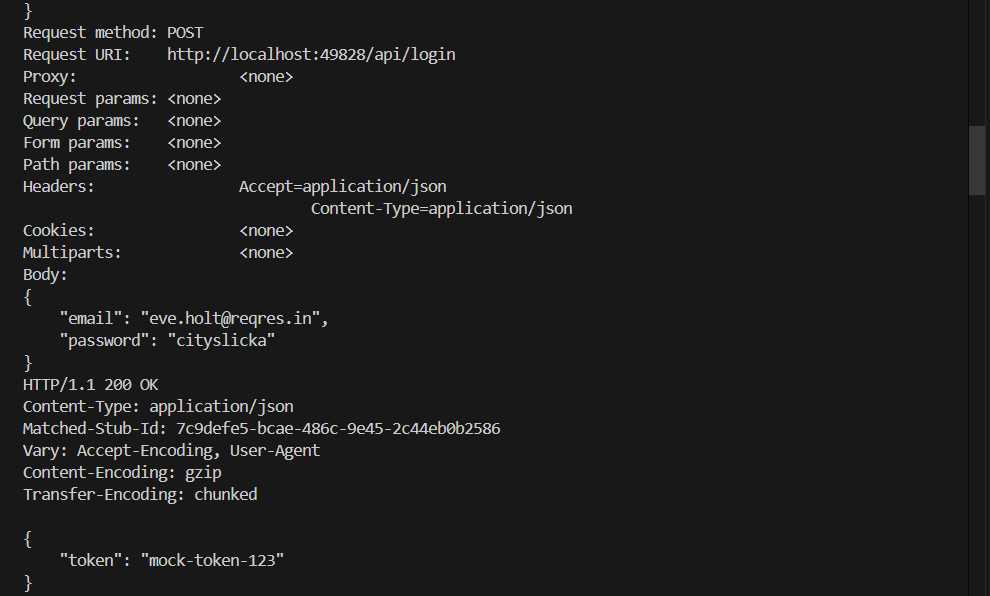 }
Request method: POST
Request URI: http://localhost:49828/api/login
Proxy: <none>
Request params: <none>
Query params: <none>
Form params: <none>
Path params: <none>
Headers: Accept=application/json
Content-Type=application/json
Cookies: <none>
Multiparts: <none>
Body:
{
    "email": "eve.holt@reqres.in",
    "password": "cityslicka"
}
HTTP/1.1 200 OK
Content-Type: application/json
Matched-Stub-Id: 7c9defe5-bcae-486c-9e45-2c44eb0b2586
Vary: Accept-Encoding, User-Agent
Content-Encoding: gzip
Transfer-Encoding: chunked
{
    "token": "mock-token-123"
}